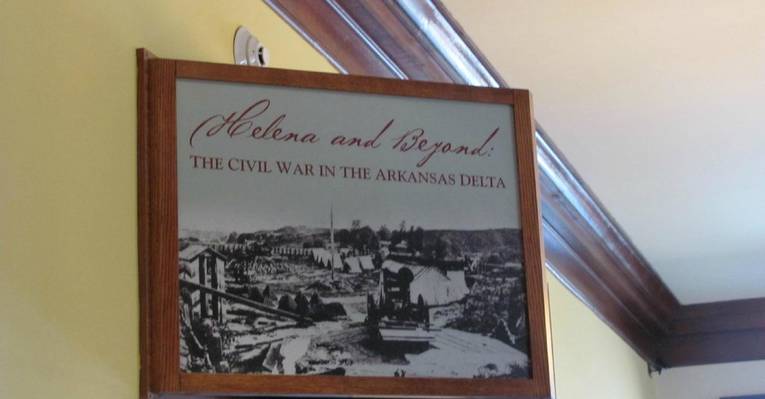 Helena and Beyond:
THE CIVIL WAR IN THE ARKANSAS DELTA